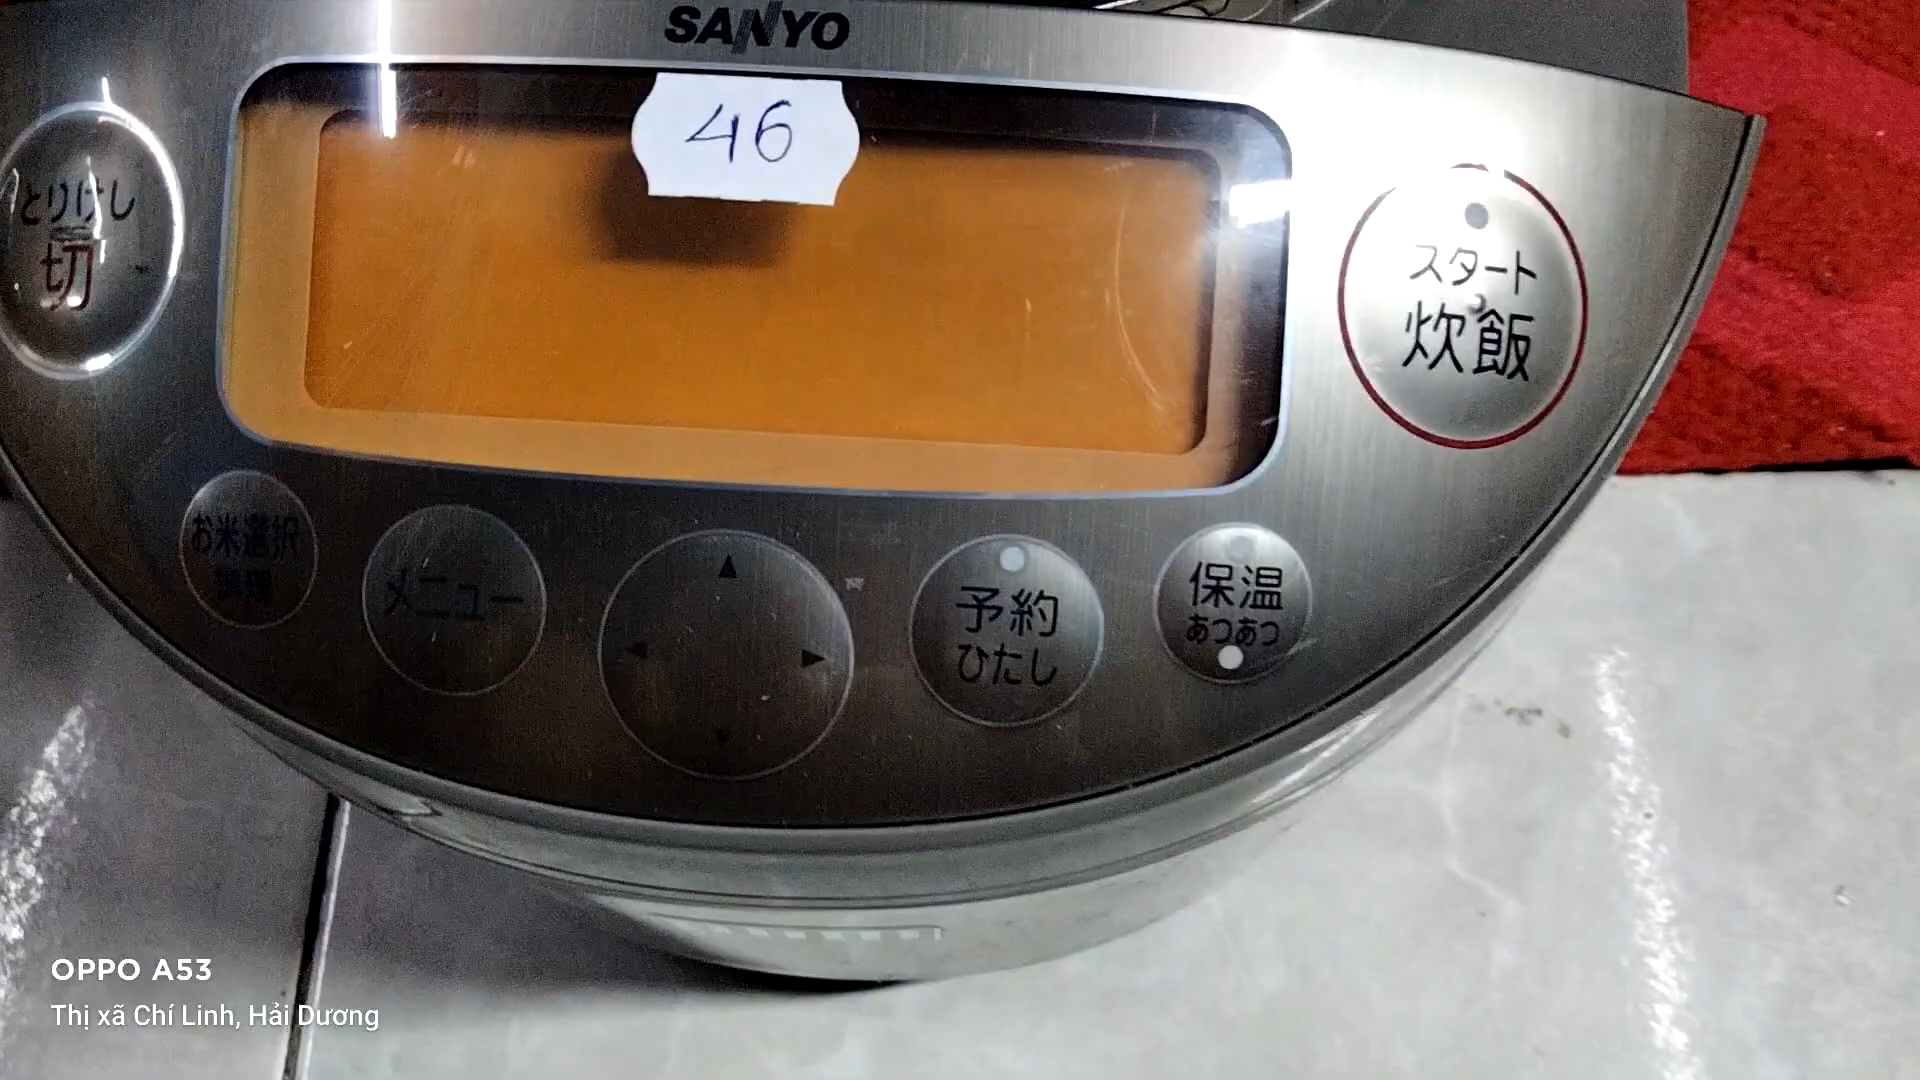 SANYO
46
とりけし
切
スタート
炊飯
お米選択
調理
メニュー
予約
ひたし
保温
あつあつ
OPPO A53
Thị xã Chí Linh, Hải Dương